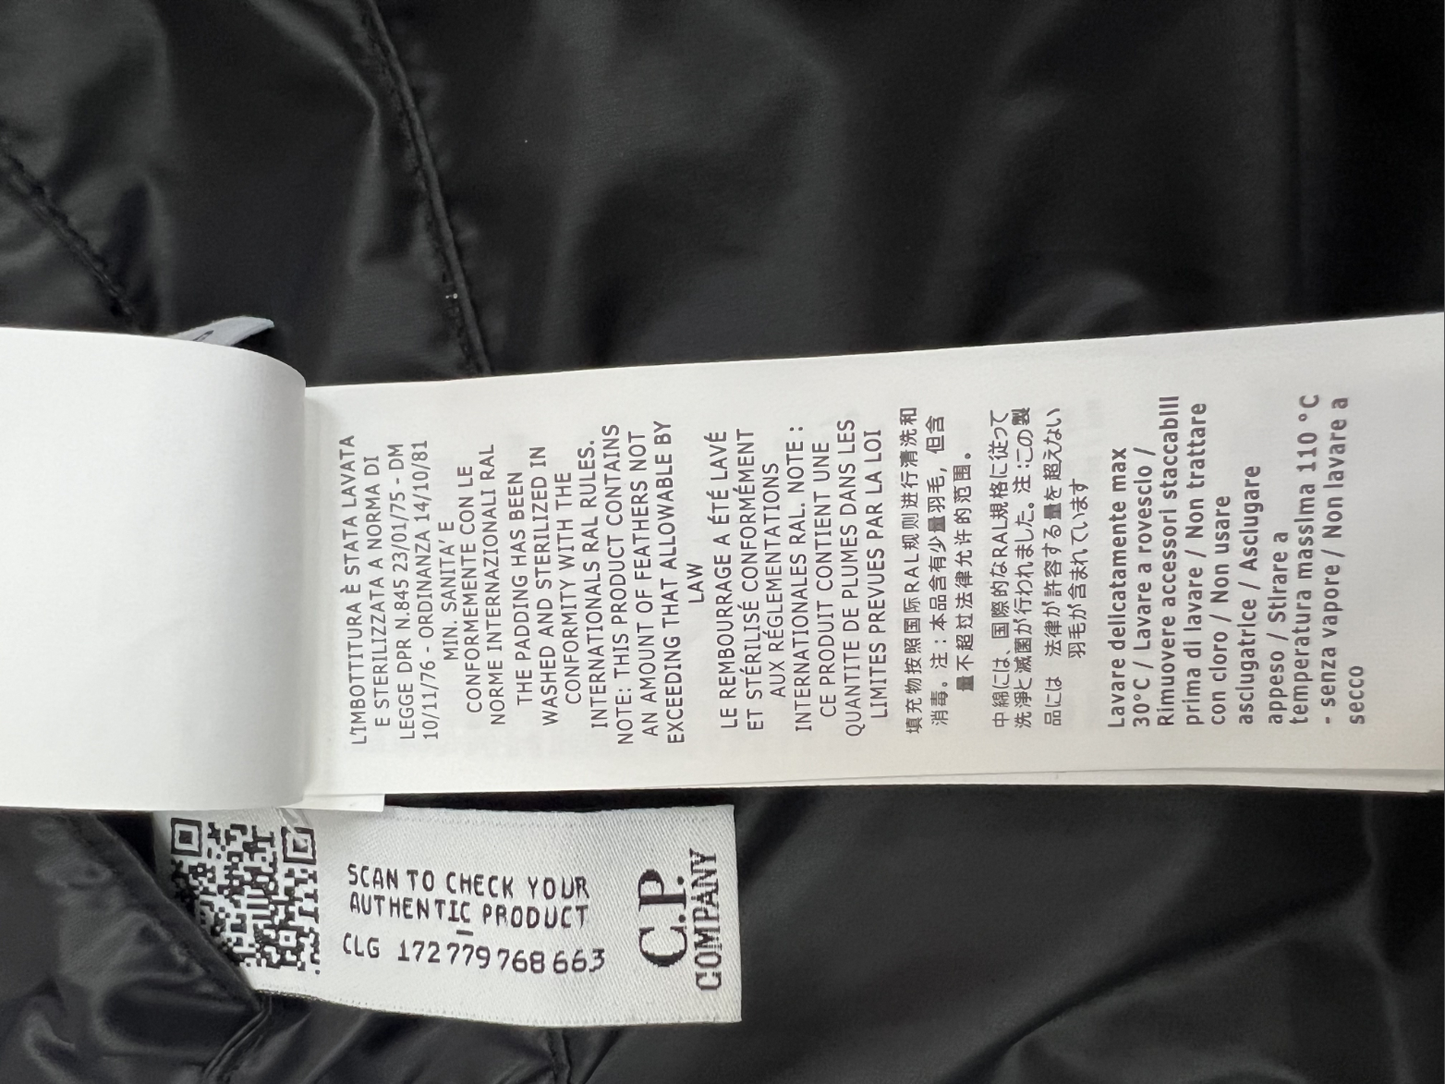 L'IMBOTTITURA È STATA LAVATA
E STERILIZZATA A NORMA DI
LEGGE DPR N.845 23/01/75 - DM
10/11/76 - ORDINANZA 14/10/81
MIN. SANITA' E
CONFORMEMENTE CON LE
NORME INTERNAZIONALI RAL
THE PADDING HAS BEEN
WASHED AND STERILIZED IN
CONFORMITY WITH THE
INTERNATIONALS RAL RULES.
NOTE: THIS PRODUCT CONTAINS
AN AMOUNT OF FEATHERS NOT
EXCEEDING THAT ALLOWABLE BY
LAW
LE REMBOURRAGE A ÉTÉ LAVÉ
ET STÉRILISÉ CONFORMÉMENT
AUX RÉGLEMENTATIONS
INTERNATIONALES RAL. NOTE :
CE PRODUIT CONTIENT UNE
QUANTITE DE PLUMES DANS LES
LIMITES PREVUES PAR LA LOI
填充物按照国际RAL规则进行清洗和
消毒。注：本品含有少量羽毛，但含
量不超过法律允许的范围。
中綿には、国際的なRAL規格に従って
洗浄と滅菌が行われました。注:この製
品には 法律が許容する量を超えない
羽毛が含まれています
Lavare delicatamente max
30°C / Lavare a rovesclo /
Rimuovere accessorl staccablll
prima dl lavare / Non trattare
con cloro / Non usare
asclugatrice / Asclugare
appeso / Stlrare a
temperatura masslma 110 °C
- senza vapore / Non lavare a
secco
SCAN TO CHECK YOUR
AUTHENTIC PRODUCT
CLG 172779768663
C.P.
COMPANY